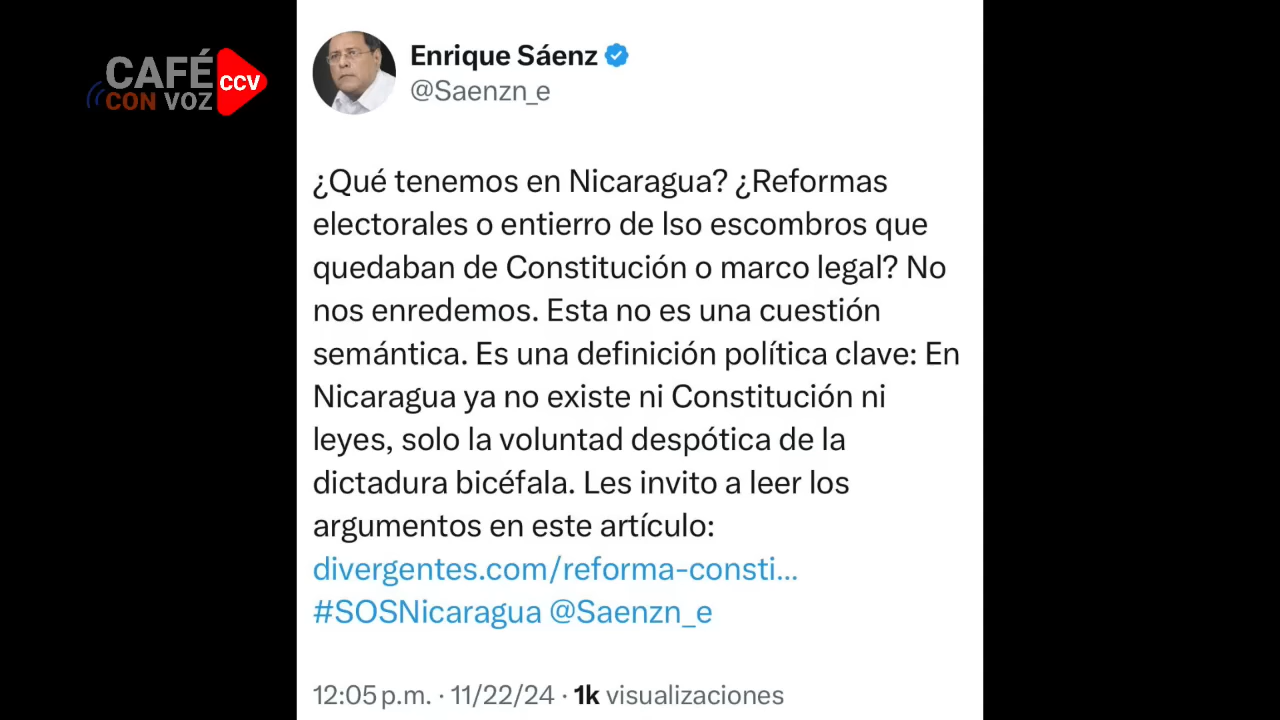 CAFÉ
CON VOZ
CCV
Enrique Sáenz
@Saenzn_e
¿Qué tenemos en Nicaragua? ¿Reformas
electorales o entierro de lso escombros que
quedaban de Constitución o marco legal? No
nos enredemos. Esta no es una cuestión
semántica. Es una definición política clave: En
Nicaragua ya no existe ni Constitución ni
leyes, solo la voluntad despótica de la
dictadura bicéfala. Les invito a leer los
argumentos en este artículo:
divergentes.com/reforma-consti...
#SOSNicaragua @Saenzn_e
12:05 p.m. · 11/22/24 · 1k visualizaciones